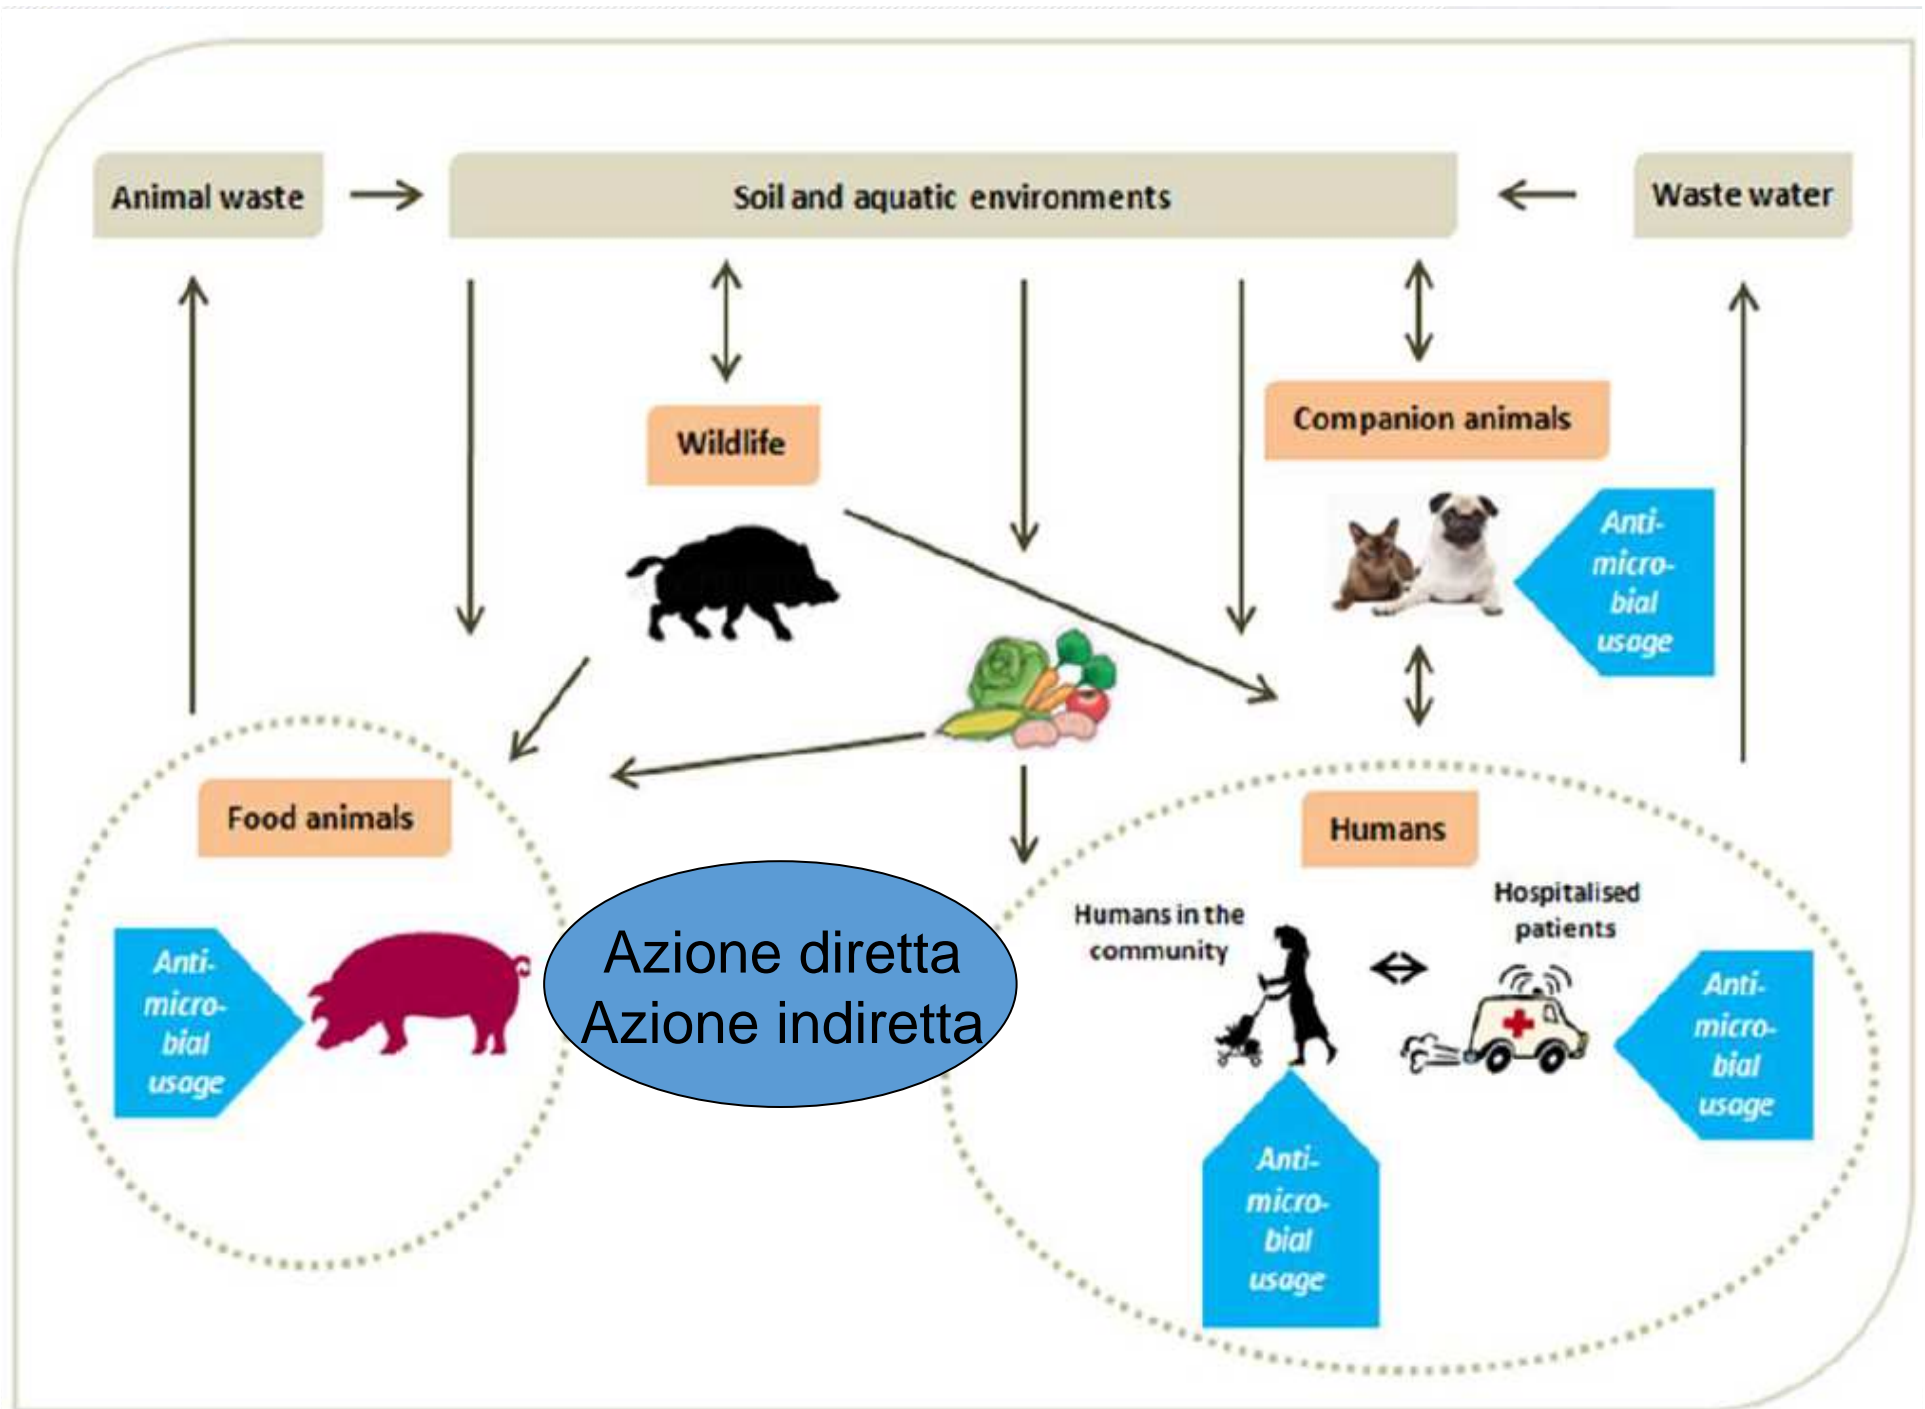 Animal waste
Soil and aquatic environments
Waste water
Wildlife
Companion animals
Anti-
micro-
bial
usage
Food animals
Humans
Humans in the
community
Hospitalised
patients
Anti-
micro-
bial
usage
Azione diretta
Azione indiretta
Anti-
micro-
bial
usage
Anti-
micro-
bial
usage